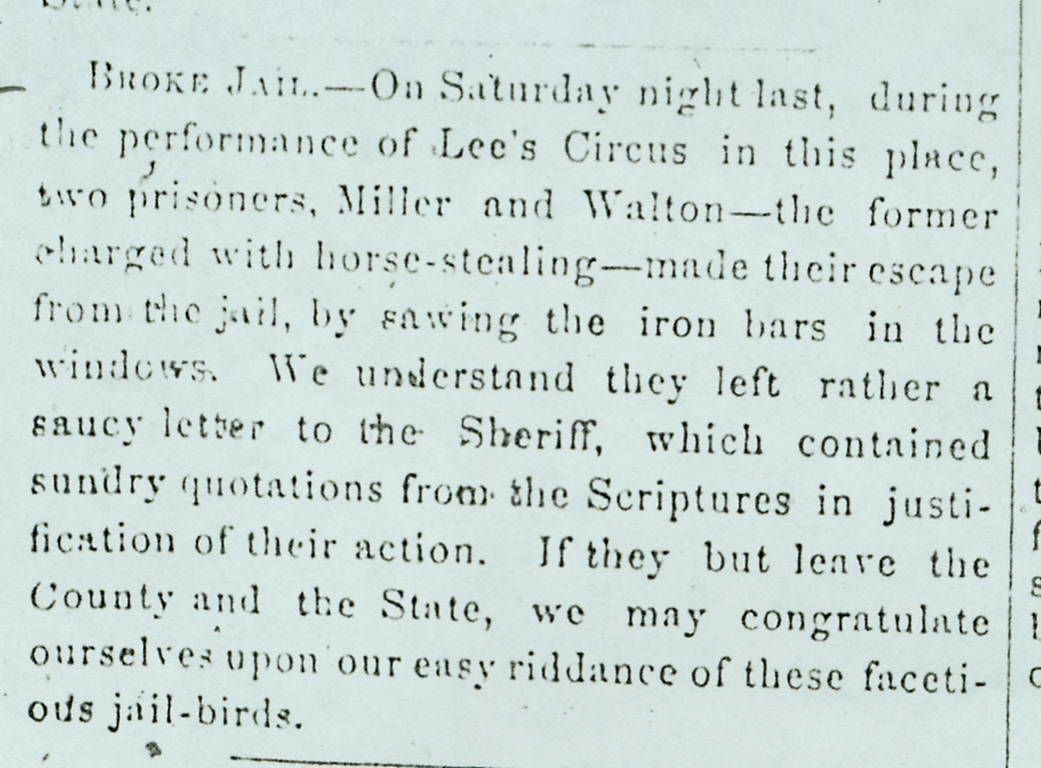 State.
BROKE JAIL.—On Saturday night last, during
the performance of Lee's Circus in this place,
two prisoners, Miller and Walton—the former
charged with horse-stealing—made their escape
from the jail, by sawing the iron bars in the
windows. We understand they left rather a
saucy letter to the Sheriff, which contained
sundry quotations from the Scriptures in justi-
fication of their action. If they but leave the
County and the State, we may congratulate
ourselves upon our easy riddance of these faceti-
ous jail-birds.